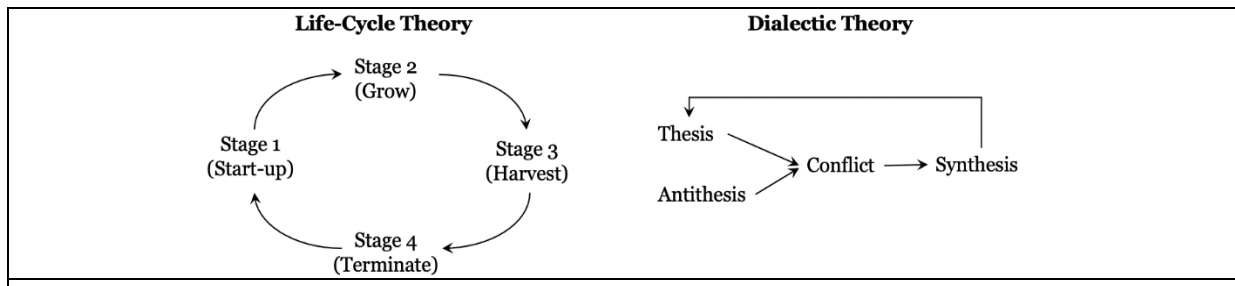 Life-Cycle Theory
Stage 2
(Grow)
Stage 1
(Start-up)
Stage 3
(Harvest)
Stage 4
(Terminate)
Dialectic Theory
Thesis
Antithesis
Conflict
Synthesis